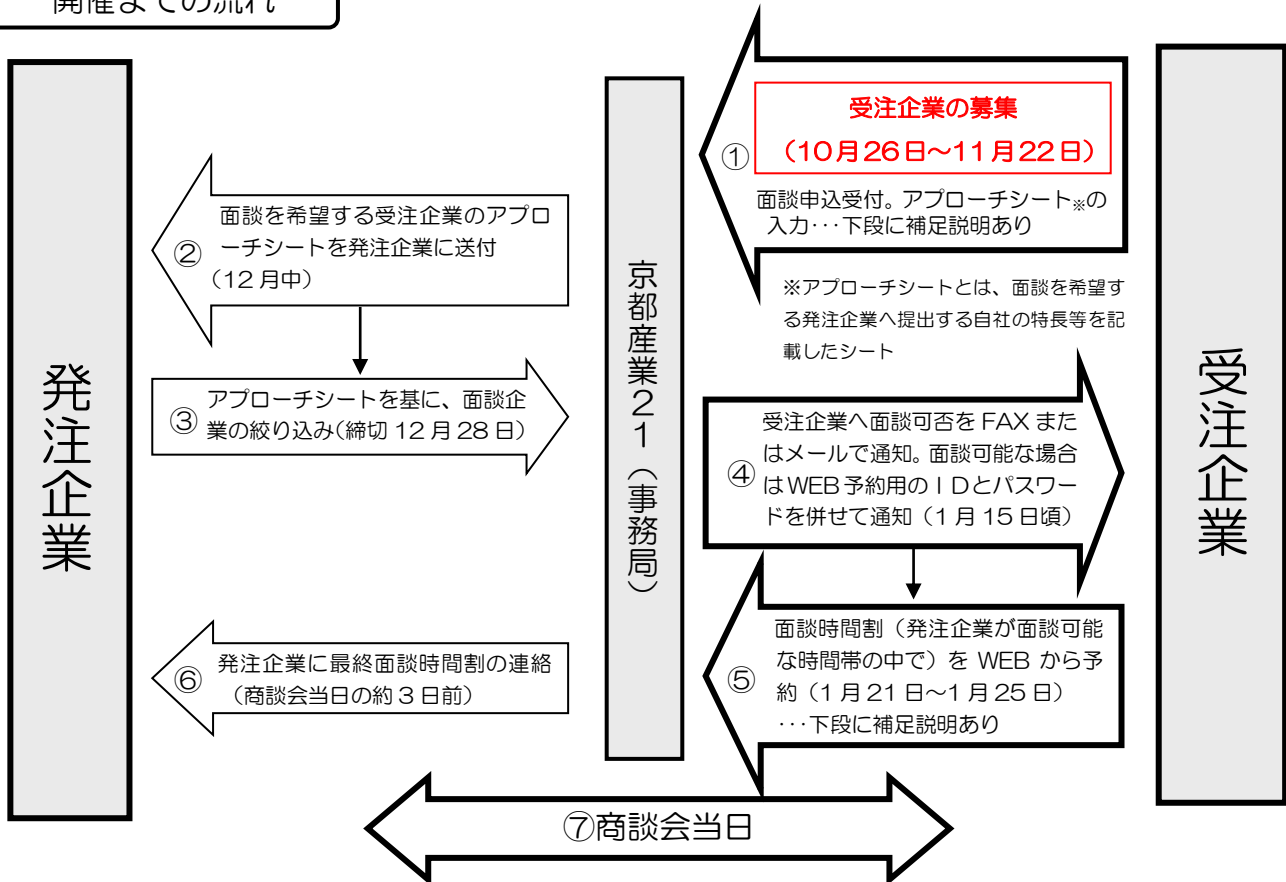 開催までの流れ
発注企業
京都産業21（事務局）
受注企業
①
受注企業の募集
（10月26日～11月22日）
面談申込受付。アプローチシート※の
入力･･･下段に補足説明あり
※アプローチシートとは、面談を希望す
る発注企業へ提出する自社の特長等を記
載したシート
②
面談を希望する受注企業のアプロ
ーチシートを発注企業に送付
（12月中）
③
アプローチシートを基に、面談企
業の絞り込み（締切12月28日）
④
受注企業へ面談可否をFAXまた
はメールで通知。面談可能な場合
はWEB予約用のIDとパスワー
ドを併せて通知（1月15日頃）
⑤
面談時間割（発注企業が面談可能
な時間帯の中で）をWEBから予
約（1月21日～1月25日）
･･･下段に補足説明あり
⑥
発注企業に最終面談時間割の連絡
（商談会当日の約3日前）
⑦商談会当日